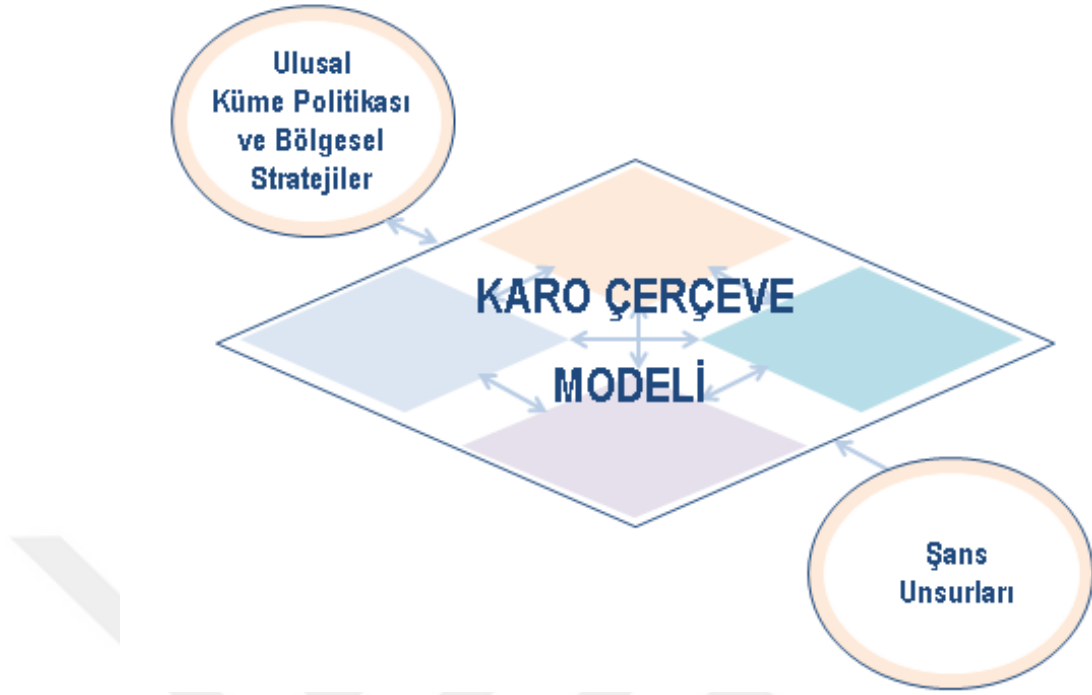 Ulusal
Küme Politikası
ve Bölgesel
Stratejiler
KARO ÇERÇEVE
MODELİ
Şans
Unsurları